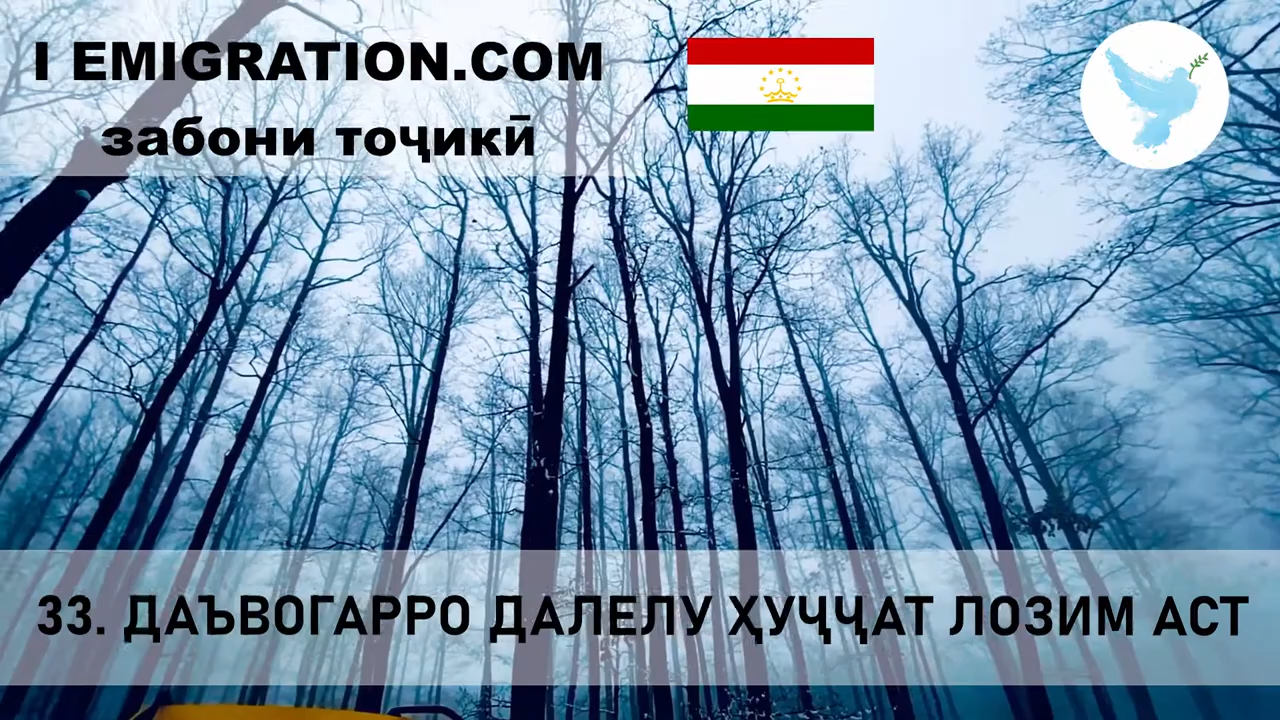 I EMIGRATION.COM
забони тоҷикӣ
33. ДАЪВОГАРРО ДАЛЕЛУ ҲУҶҶАТ ЛОЗИМ АСТ